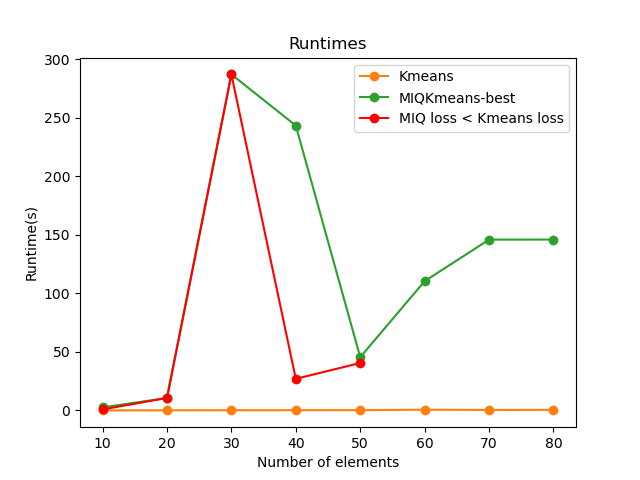 Runtimes
Kmeans
MIQKmeans-best
MIQ loss < Kmeans loss
Runtime(s)
300
250
200
150
100
50
0
10 20 30 40 50 60 70 80
Number of elements